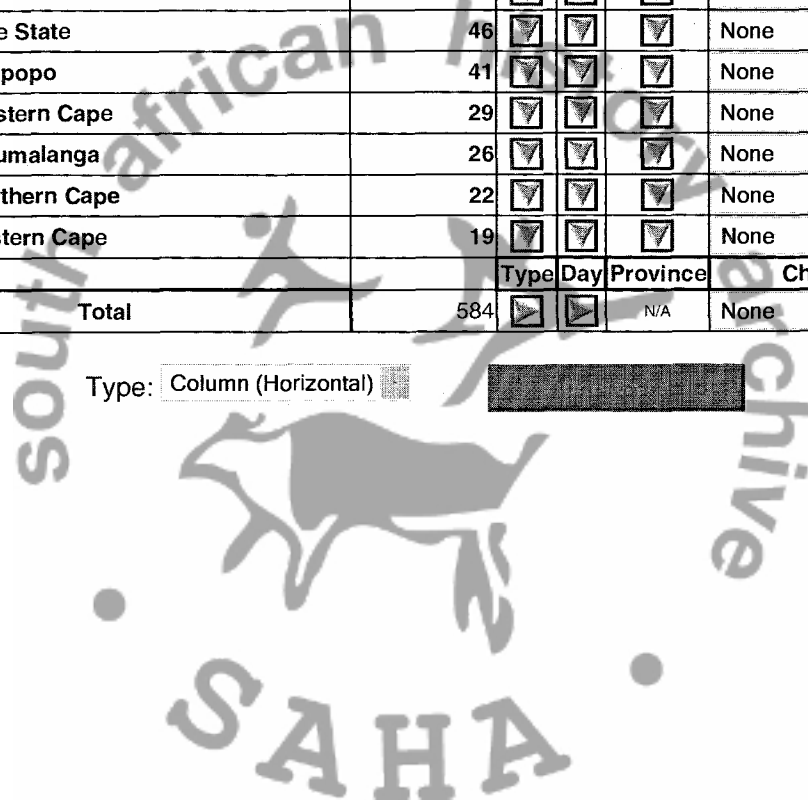 e State 46 None
popo 41 None
stern Cape 29 None
umalanga 26 None
thern Cape 22 None
tern Cape 19 None
Type Day Province Ch
Total 584 N/A None
Type: Column (Horizontal)
south african history archive
SAHA